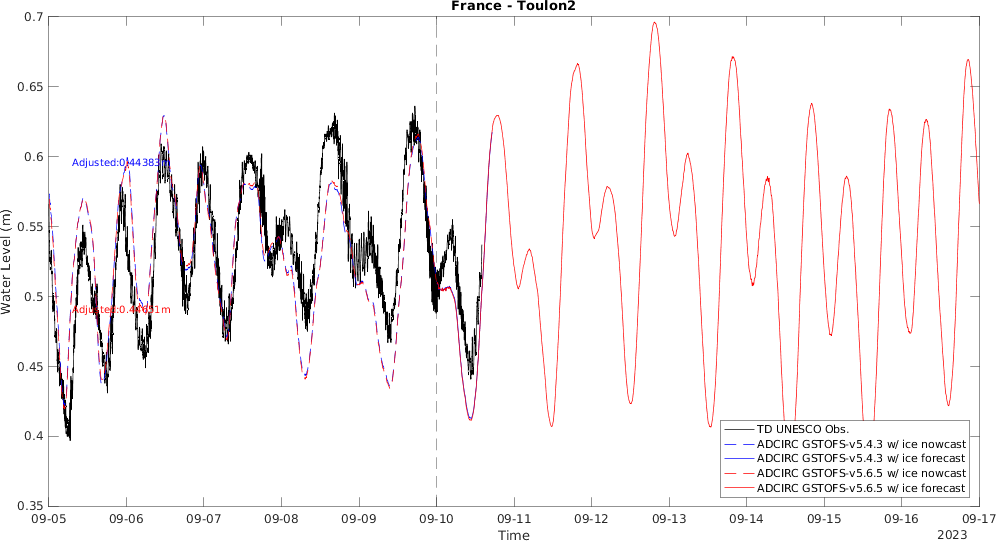 France - Toulon2
0.7
0.65
0.6
0.55
0.5
0.45
0.4
0.35
Water Level (m)
Adjusted:0.44383m
Adjusted:0.44651m
TD UNESCO Obs.
ADCIRC GSTOFS-v5.4.3 w/ ice nowcast
ADCIRC GSTOFS-v5.4.3 w/ ice forecast
ADCIRC GSTOFS-v5.6.5 w/ ice nowcast
ADCIRC GSTOFS-v5.6.5 w/ ice forecast
09-05 09-06 09-07 09-08 09-09 09-10 09-11 09-12 09-13 09-14 09-15 09-16 09-17
Time
2023